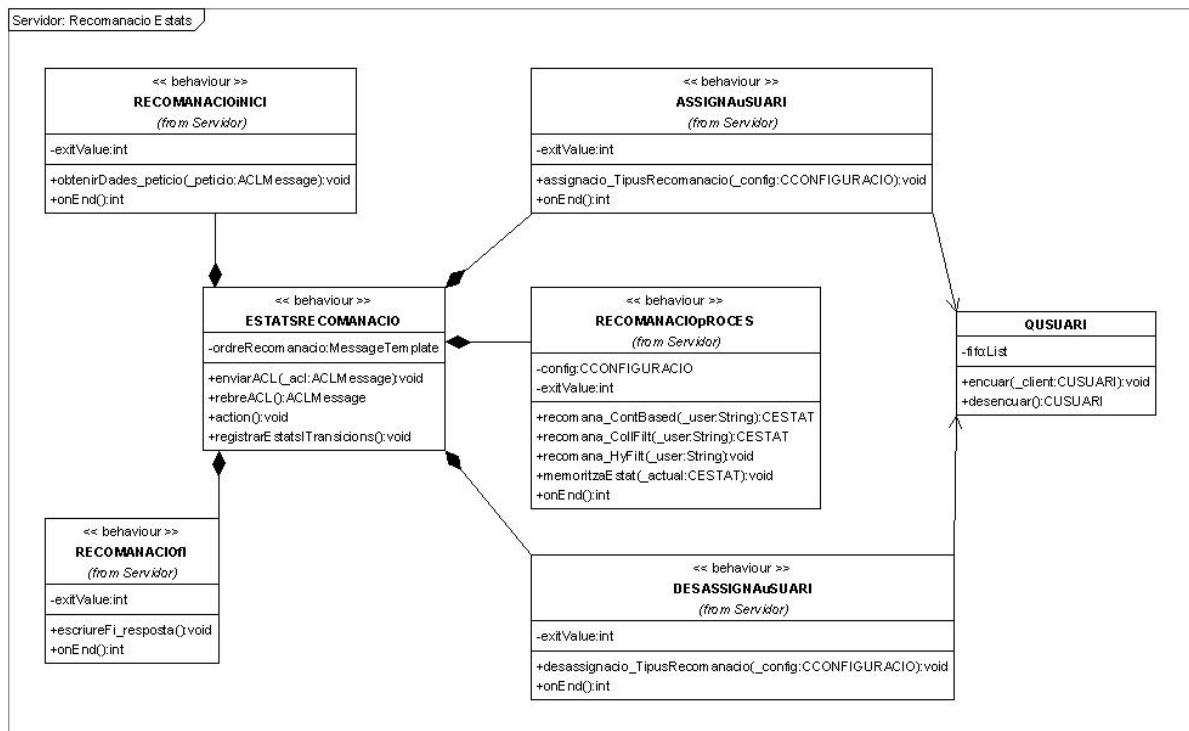 Servidor: Recomanacio Estats
<< behaviour >>
RECOMANACIOiNICI
(from Servidor)
-exitValue:int
+obtenirDades_peticio(_peticio:ACLMessage):void
+onEnd():int
<< behaviour >>
ASSIGNAuSUARI
(from Servidor)
-exitValue:int
+assignacio_TipusRecomanacio(_config:CCONFIGURACIO):void
+onEnd():int
<< behaviour >>
ESTATSRECOMANACIO
-ordreRecomanacio:MessageTemplate
+enviarACL(_acl:ACLMessage):void
+rebreACL():ACLMessage
+action():void
+registrarEstatsITransicions():void
<< behaviour >>
RECOMANACIOpROCES
(from Servidor)
-config:CCONFIGURACIO
-exitValue:int
+recomana_ContBased(_user:String):CESTAT
+recomana_CollFilt(_user:String):CESTAT
+recomana_HyFilt(_user:String):void
+memoritzaEstat(_actual:CESTAT):void
+onEnd():int
QUSUARI
-fifo:List
+encuar(_client:CUSUARI):void
+desencuar():CUSUARI
<< behaviour >>
RECOMANACIOfI
(from Servidor)
-exitValue:int
+escriureFi_resposta():void
+onEnd():int
<< behaviour >>
DESASSIGNAuSUARI
(from Servidor)
-exitValue:int
+desassignacio_TipusRecomanacio(_config:CCONFIGURACIO):void
+onEnd():int